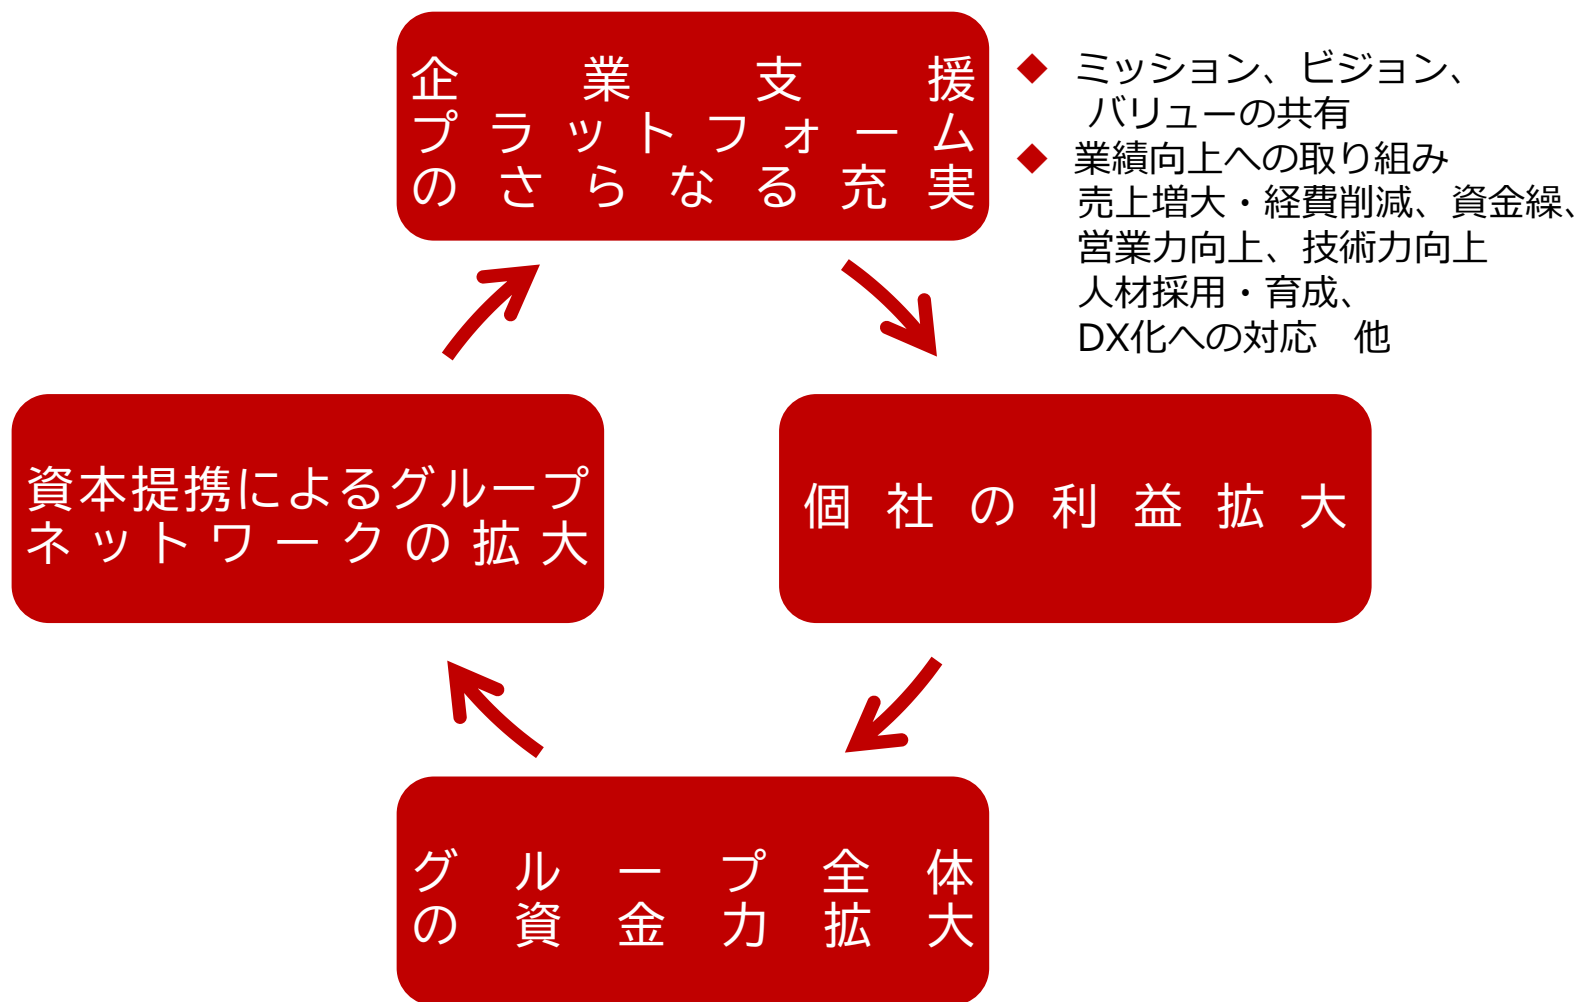 企業支援
プラットフォーム
のさらなる充実
◆ ミッション、ビジョン、
バリューの共有
◆ 業績向上への取り組み
売上増大・経費削減、資金繰、
営業力向上、技術力向上
人材採用・育成、
DX化への対応　他
資本提携によるグループ
ネットワークの拡大
個社の利益拡大
グループ全体
の資金力拡大